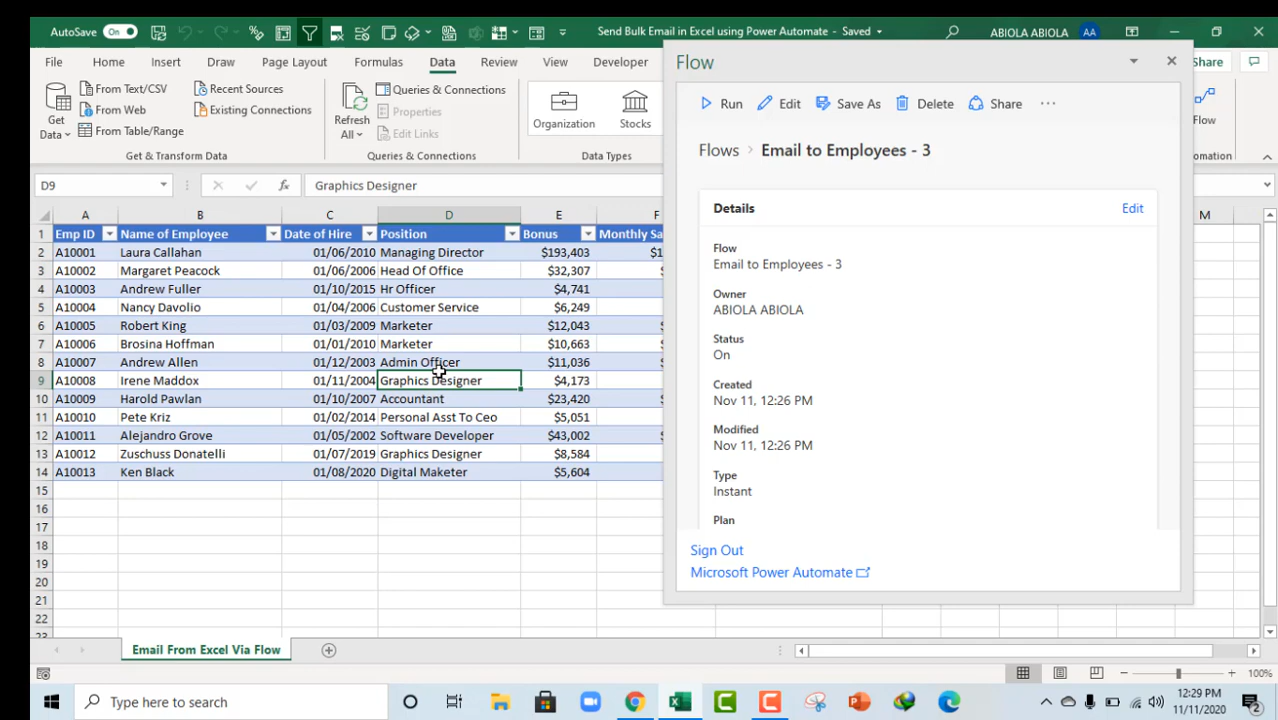 AutoSave On Send Bulk Email in Excel using Power Automate - Saved ABIOLA ABIOLA AA
File Home Insert Draw Page Layout Formulas Data Review View Developer Share
Get Data
From Text/CSV
From Web
From Table/Range
Recent Sources
Existing Connections
Get & Transform Data
Refresh All
Queries & Connections
Properties
Edit Links
Queries & Connections
Organization
Stocks
Data Types
Flow
D9 fx Graphics Designer
A B C D E F M
1 Emp ID Name of Employee Date of Hire Position Bonus Monthly Sa
2 A10001 Laura Callahan 01/06/2010 Managing Director $193,403 $1
3 A10002 Margaret Peacock 01/06/2006 Head Of Office $32,307
4 A10003 Andrew Fuller 01/10/2015 Hr Officer $4,741
5 A10004 Nancy Davolio 01/04/2006 Customer Service $6,249
6 A10005 Robert King 01/03/2009 Marketer $12,043
7 A10006 Brosina Hoffman 01/01/2010 Marketer $10,663
8 A10007 Andrew Allen 01/12/2003 Admin Officer $11,036
9 A10008 Irene Maddox 01/11/2004 Graphics Designer $4,173
10 A10009 Harold Pawlan 01/10/2007 Accountant $23,420
11 A10010 Pete Kriz 01/02/2014 Personal Asst To Ceo $5,051
12 A10011 Alejandro Grove 01/05/2002 Software Developer $43,002
13 A10012 Zuschuss Donatelli 01/07/2019 Graphics Designer $8,584
14 A10013 Ken Black 01/08/2020 Digital Maketer $5,604
15
16
17
18
19
20
21
22
Flow
Run Edit Save As Delete Share ...
Flows > Email to Employees - 3
Details Edit
Flow
Email to Employees - 3
Owner
ABIOLA ABIOLA
Status
On
Created
Nov 11, 12:26 PM
Modified
Nov 11, 12:26 PM
Type
Instant
Plan
Sign Out
Microsoft Power Automate
Email From Excel Via Flow
100%
Type here to search
12:29 PM
11/11/2020
2